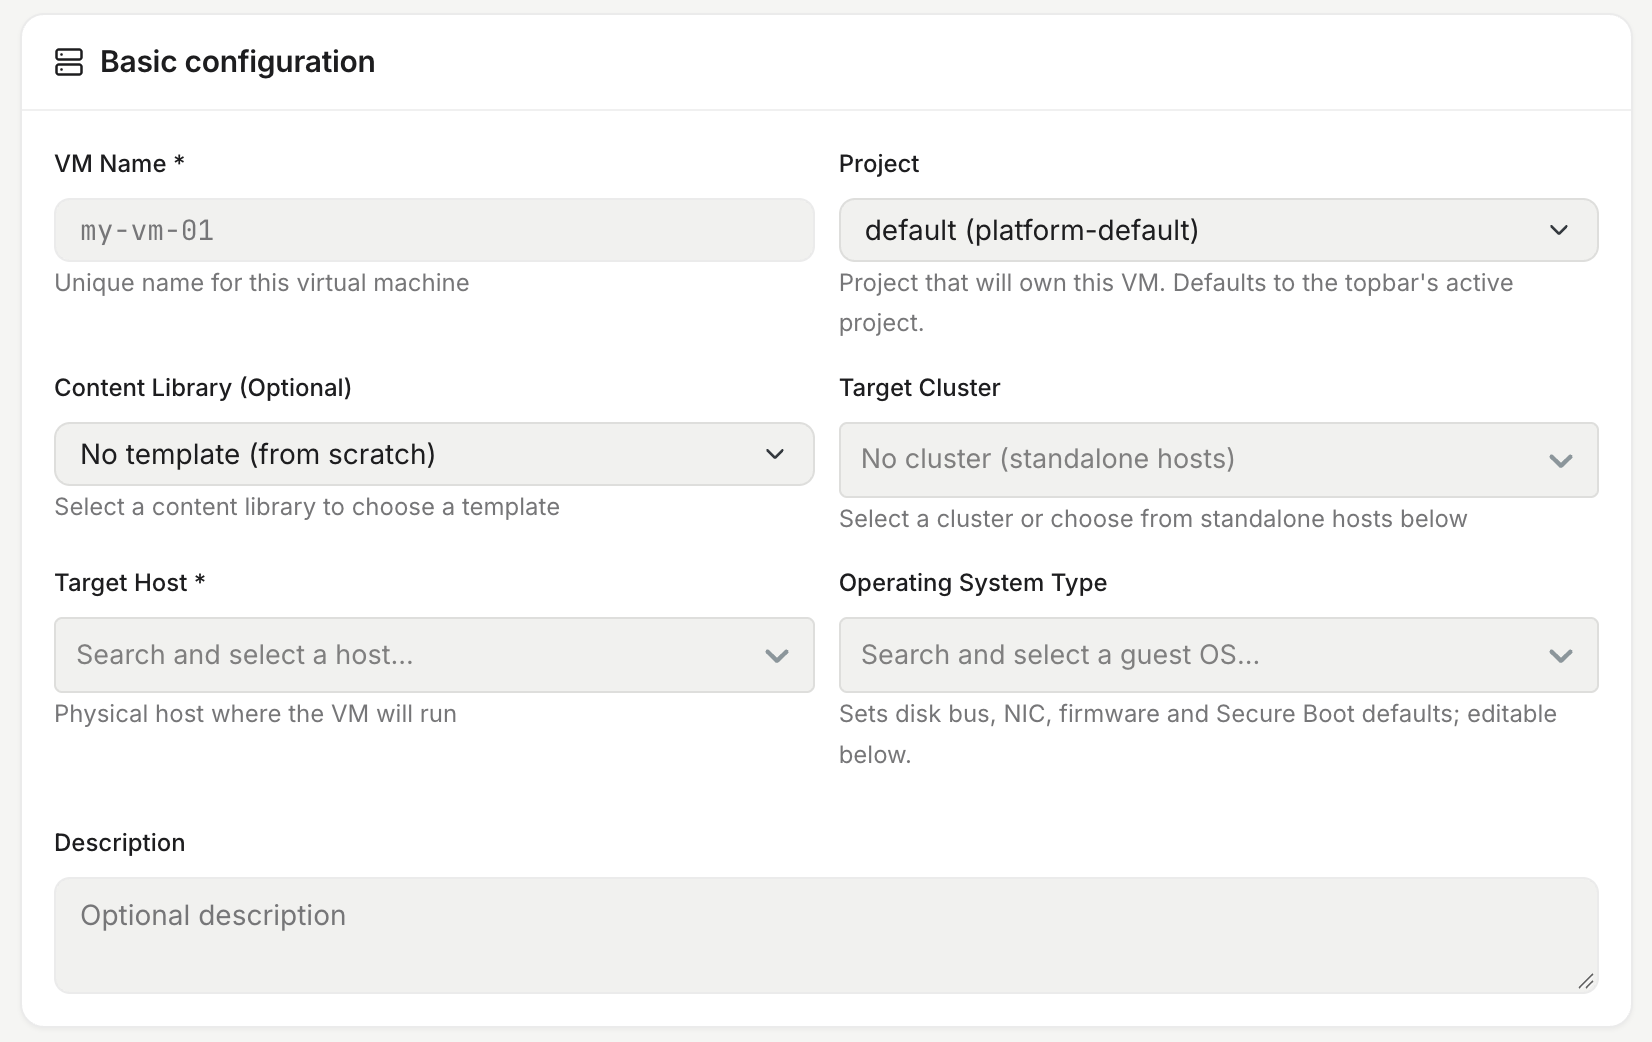 Basic configuration
VM Name *
my-vm-01
Unique name for this virtual machine
Project
default (platform-default)
Project that will own this VM. Defaults to the topbar's active
project.
Content Library (Optional)
No template (from scratch)
Select a content library to choose a template
Target Cluster
No cluster (standalone hosts)
Select a cluster or choose from standalone hosts below
Target Host *
Search and select a host...
Physical host where the VM will run
Operating System Type
Search and select a guest OS...
Sets disk bus, NIC, firmware and Secure Boot defaults; editable
below.
Description
Optional description